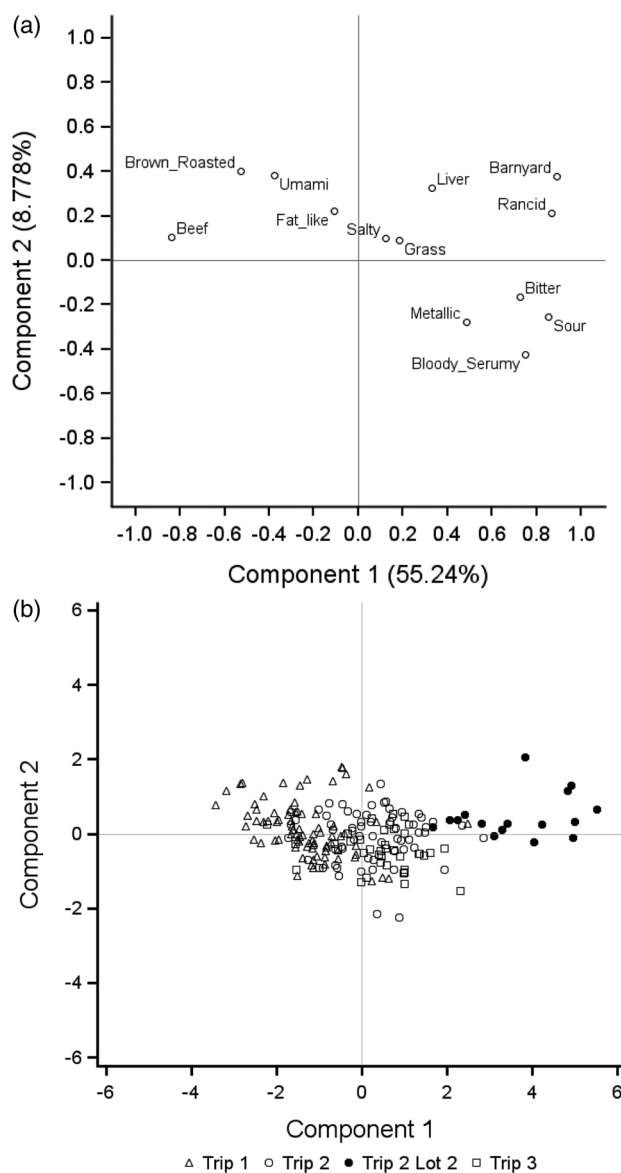 (a)
1.0
0.8
0.6
Brown_Roasted 0.4 Barnyard
Umami Liver
Rancid
0.2 Fat_like Salty
Beef Grass
0.0
Bitter
-0.2 Metallic
Sour
-0.4 Bloody_Serumy
-0.6
-0.8
-1.0
Component 2 (8.778%)
-1.0 -0.8 -0.6 -0.4 -0.2 0.0 0.2 0.4 0.6 0.8 1.0
Component 1 (55.24%)
(b)
6
4
2
0
-2
-4
-6
Component 2
-6 -4 -2 0 2 4 6
Component 1
Trip 1 Trip 2 Trip 2 Lot 2 Trip 3